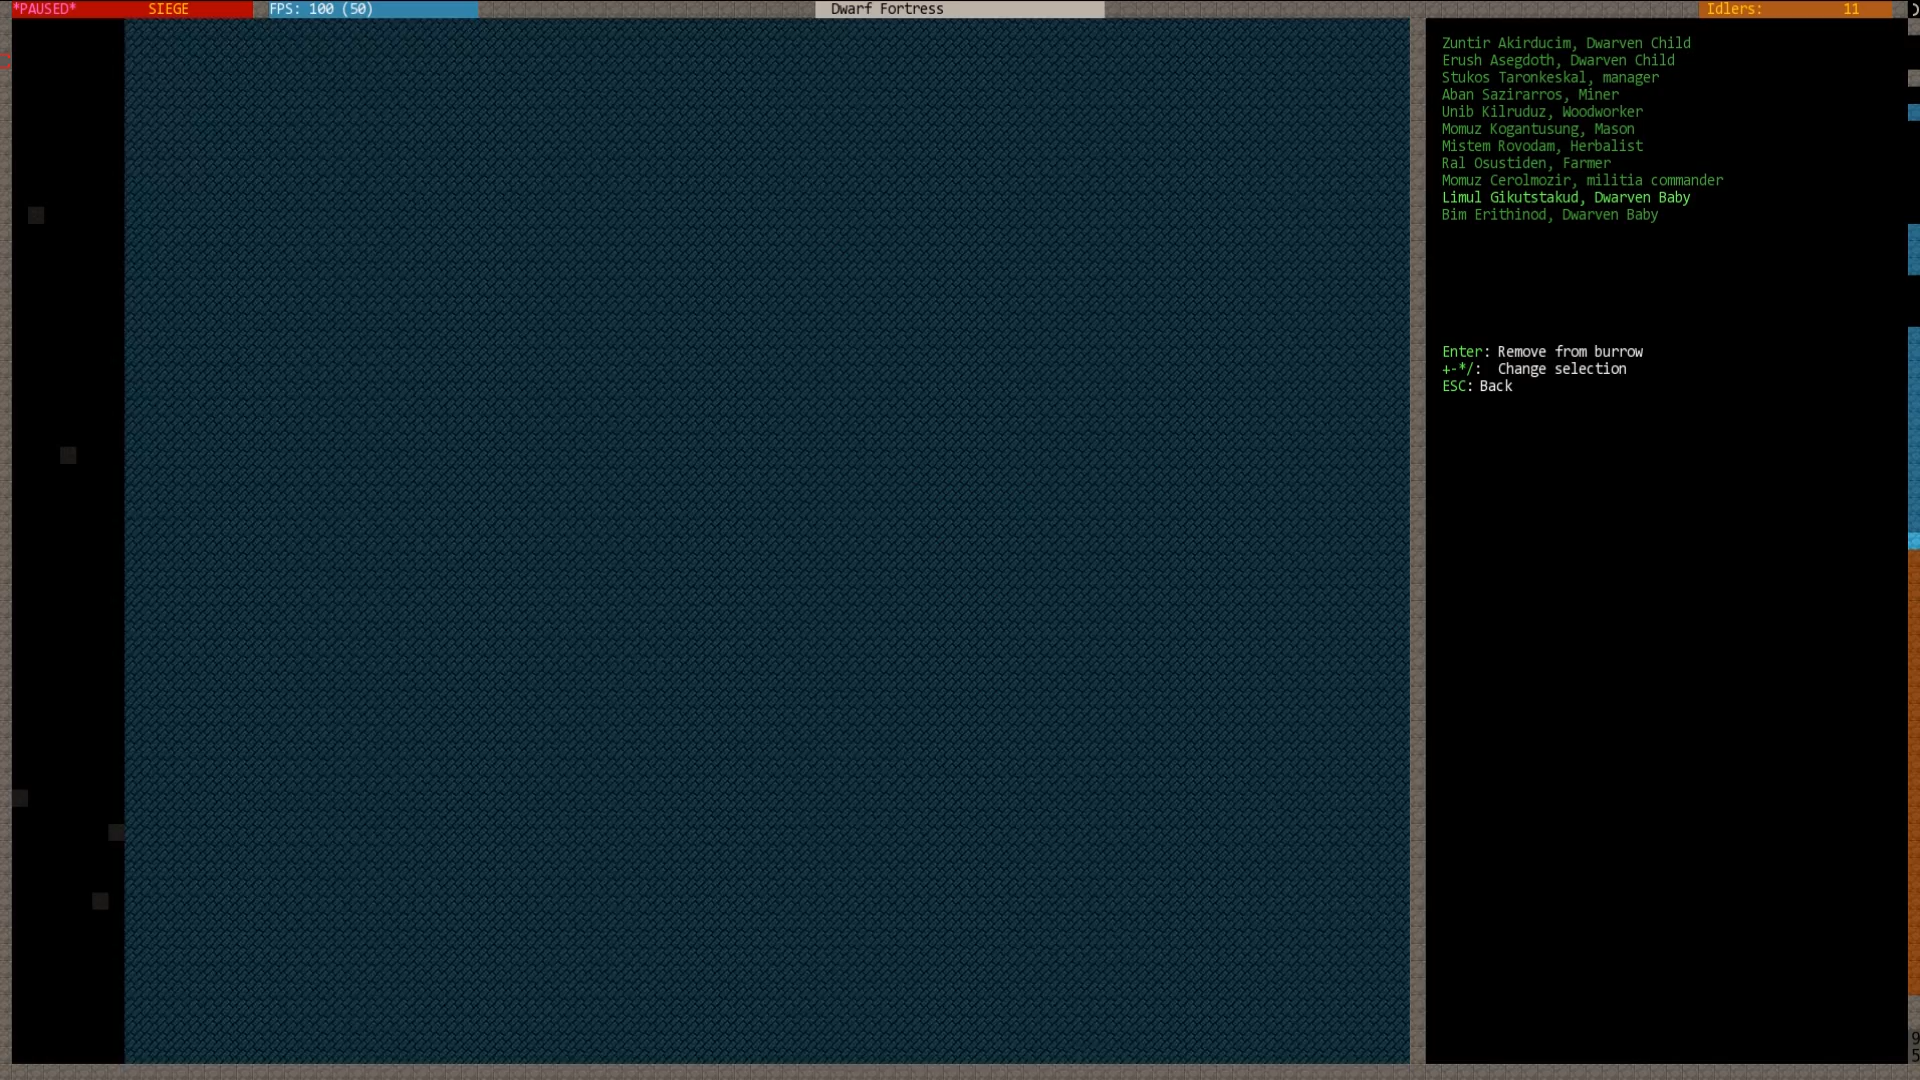 *PAUSED* SIEGE FPS: 100 (50) Dwarf Fortress Idlers: 11
Zuntir Akirducim, Dwarven Child
Erush Asegdoth, Dwarven Child
Stukos Taronkeskal, manager
Aban Sazirarros, Miner
Unib Kilruduz, Woodworker
Momuz Kogantusung, Mason
Mistem Rovodam, Herbalist
Ral Osustiden, Farmer
Momuz Cerolmozir, militia commander
Limul Gikutstakud, Dwarven Baby
Bim Erithinod, Dwarven Baby
Enter: Remove from burrow
+-*/: Change selection
ESC: Back
9
5